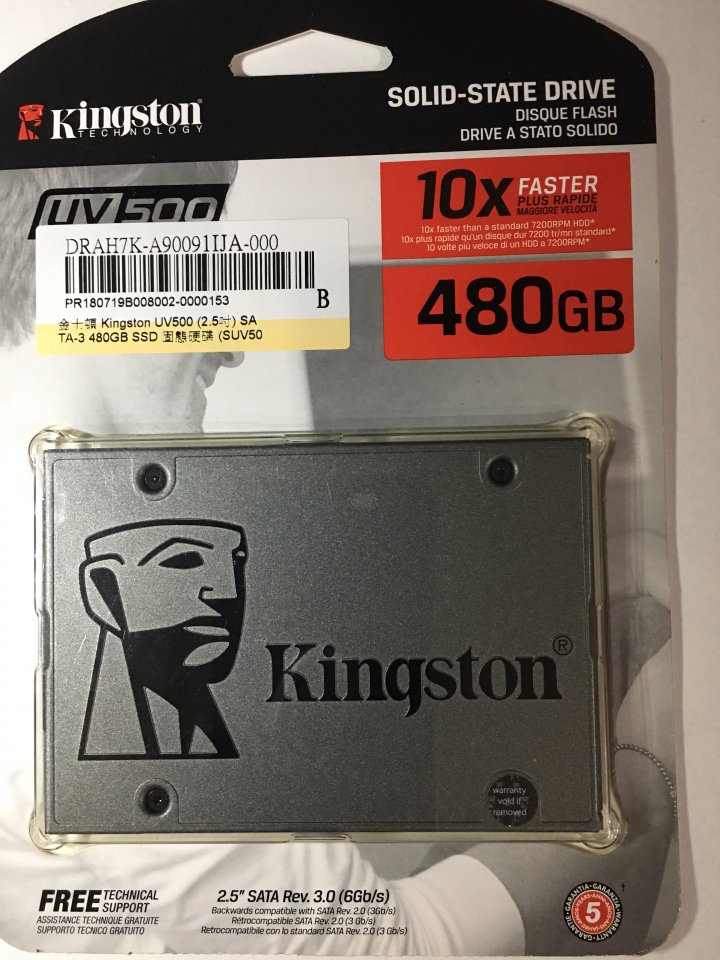 Kingston
TECHNOLOGY
SOLID-STATE DRIVE
DISQUE FLASH
DRIVE A STATO SOLIDO
UV500
10x FASTER
PLUS RAPIDE
MAGGIORE VELOCITÀ
10x faster than a standard 7200RPM HDD*
10x plus rapide qu'un disque dur 7200 tr/mn standard*
10 volte più veloce di un HDD a 7200RPM*
DRAH7K-A90091IJA-000
PR180719B008002-0000153
B
金士頓 Kingston UV500 (2.5吋) SA
TA-3 480GB SSD 固態硬碟 (SUV50
480GB
Kingston®
warranty
void if
removed
FREE TECHNICAL
SUPPORT
ASSISTANCE TECHNIQUE GRATUITE
SUPPORTO TECNICO GRATUITO
2.5" SATA Rev. 3.0 (6Gb/s)
Backwards compatible with SATA Rev. 2.0 (3Gb/s)
Rétrocompatible SATA Rev. 2.0 (3 Gb/s)
Retrocompatibile con lo standard SATA Rev. 2.0 (3 Gb/s)
5
†